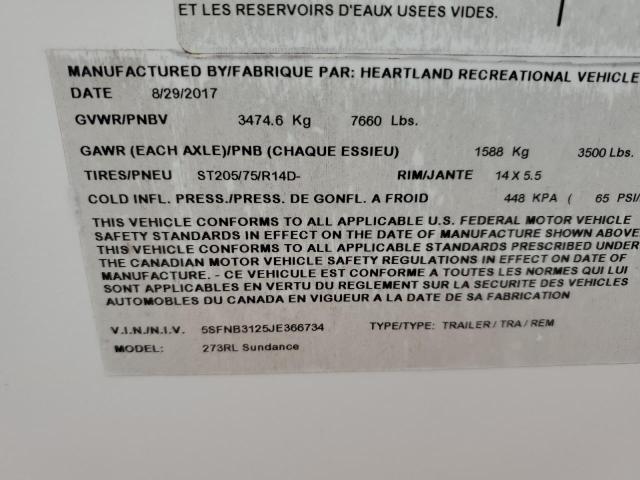 ET LES RESERVOIRS D'EAUX USEES VIDES.
MANUFACTURED BY/FABRIQUE PAR: HEARTLAND RECREATIONAL VEHICLE
DATE 8/29/2017
GVWR/PNBV 3474.6 Kg 7660 Lbs.
GAWR (EACH AXLE)/PNB (CHAQUE ESSIEU) 1588 Kg 3500 Lbs.
TIRES/PNEU ST205/75/R14D- RIM/JANTE 14 X 5.5
COLD INFL. PRESS./PRESS. DE GONFL. A FROID 448 KPA ( 65 PSI/
THIS VEHICLE CONFORMS TO ALL APPLICABLE U.S. FEDERAL MOTOR VEHICLE
SAFETY STANDARDS IN EFFECT ON THE DATE OF MANUFACTURE SHOWN ABOVE
THIS VEHICLE CONFORMS TO ALL APPLICABLE STANDARDS PRESCRIBED UNDER
THE CANADIAN MOTOR VEHICLE SAFETY REGULATIONS IN EFFECT ON DATE OF
MANUFACTURE. - CE VEHICULE EST CONFORME A TOUTES LES NORMES QUI LUI
SONT APPLICABLES EN VERTU DU REGLEMENT SUR LA SECURITE DES VEHICLES
AUTOMOBILES DU CANADA EN VIGUEUR A LA DATE DE SA FABRICATION
V.I.N./N.I.V. 5SFNB3125JE366734 TYPE/TYPE: TRAILER / TRA / REM
MODEL: 273RL Sundance